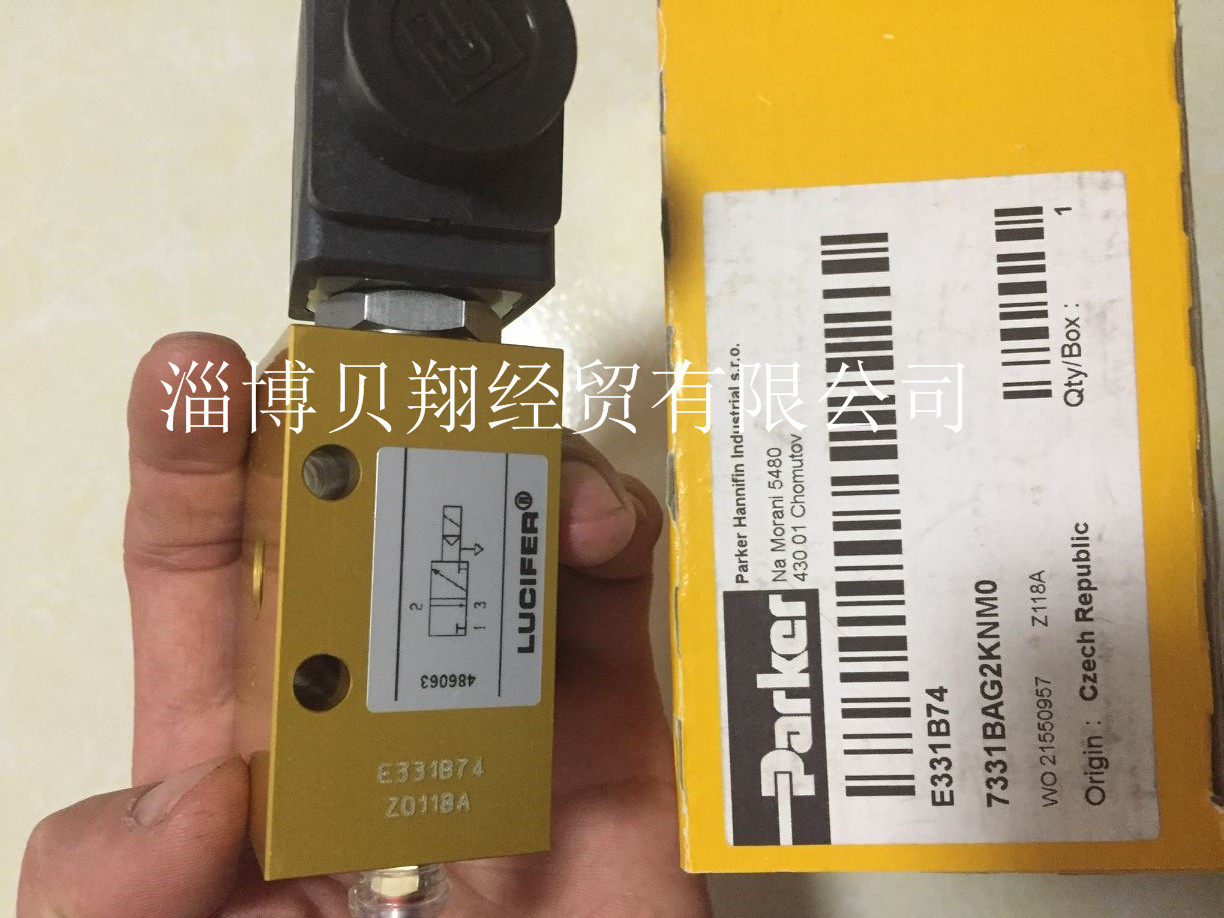 淄博贝翔经贸有限公司
2
1 3
486063
LUCIFER®
E331B74
Z0118A
Parker
Parker Hannifin Industrial s.r.o.
Na Morani 5480
430 01 Chomutov
E331B74
7331BAG2KNM0
WO 21550957 Z118A
Origin : Czech Republic
Qty/Box : 1